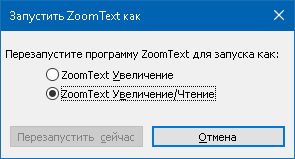 Запустить ZoomText как
Перезапустите программу ZoomText для запуска как:
ZoomText Увеличение
ZoomText Увеличение/Чтение
Перезапустить сейчас
Отмена